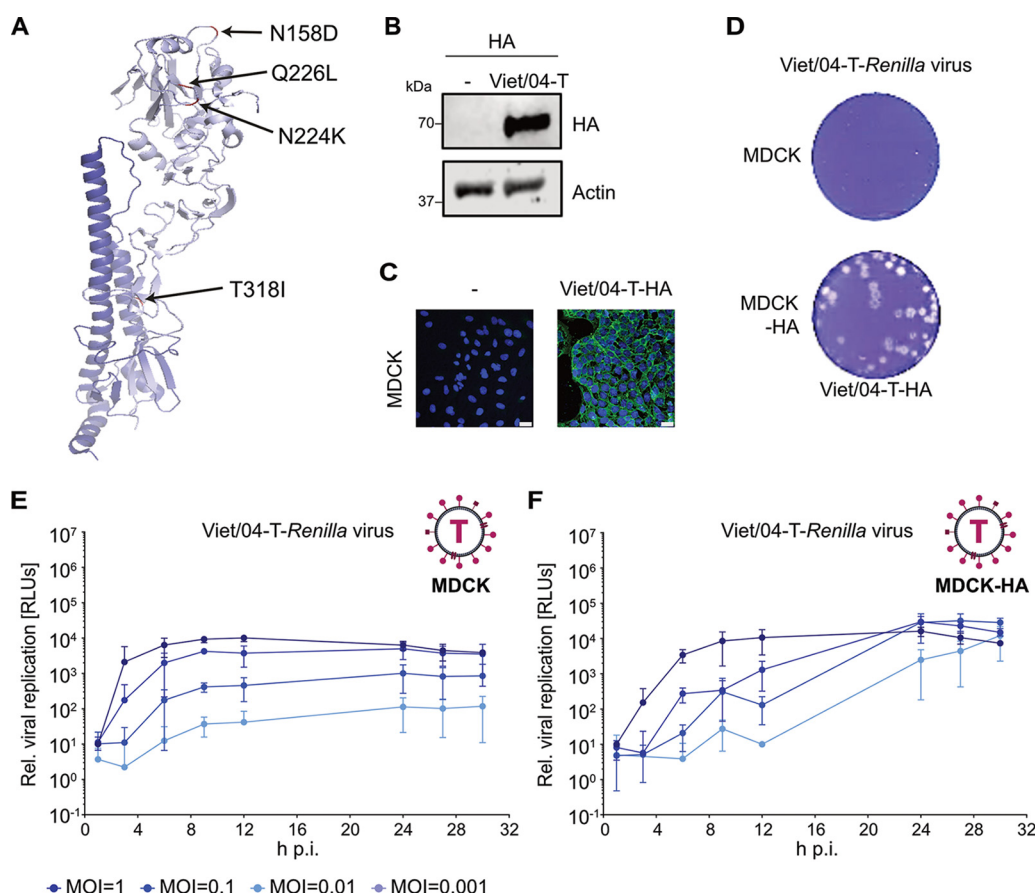 A
N158D
Q226L
N224K
T318I
B
HA
kDa
- Viet/04-T
70
HA
37
Actin
C
- Viet/04-T-HA
MDCK
D
Viet/04-T-Renilla virus
MDCK
MDCK
-HA
Viet/04-T-HA
E
Viet/04-T-Renilla virus
T
MDCK
Rel. viral replication [RLUs]
10⁷
10⁶
10⁵
10⁴
10³
10²
10¹
10⁰
10⁻¹
0 4 8 12 16 20 24 28 32
h p.i.
F
Viet/04-T-Renilla virus
T
MDCK-HA
Rel. viral replication [RLUs]
10⁷
10⁶
10⁵
10⁴
10³
10²
10¹
10⁰
10⁻¹
0 4 8 12 16 20 24 28 32
h p.i.
MOI=1 MOI=0.1 MOI=0.01 MOI=0.001